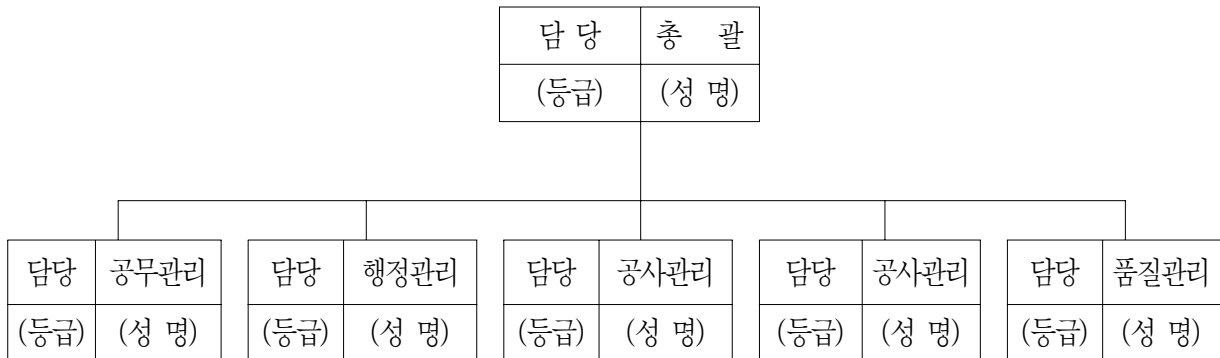 담 당 총 괄
(등급) (성 명)
담당 공무관리 담당 행정관리 담당 공사관리 담당 공사관리 담당 품질관리
(등급) (성 명) (등급) (성 명) (등급) (성 명) (등급) (성 명) (등급) (성 명)